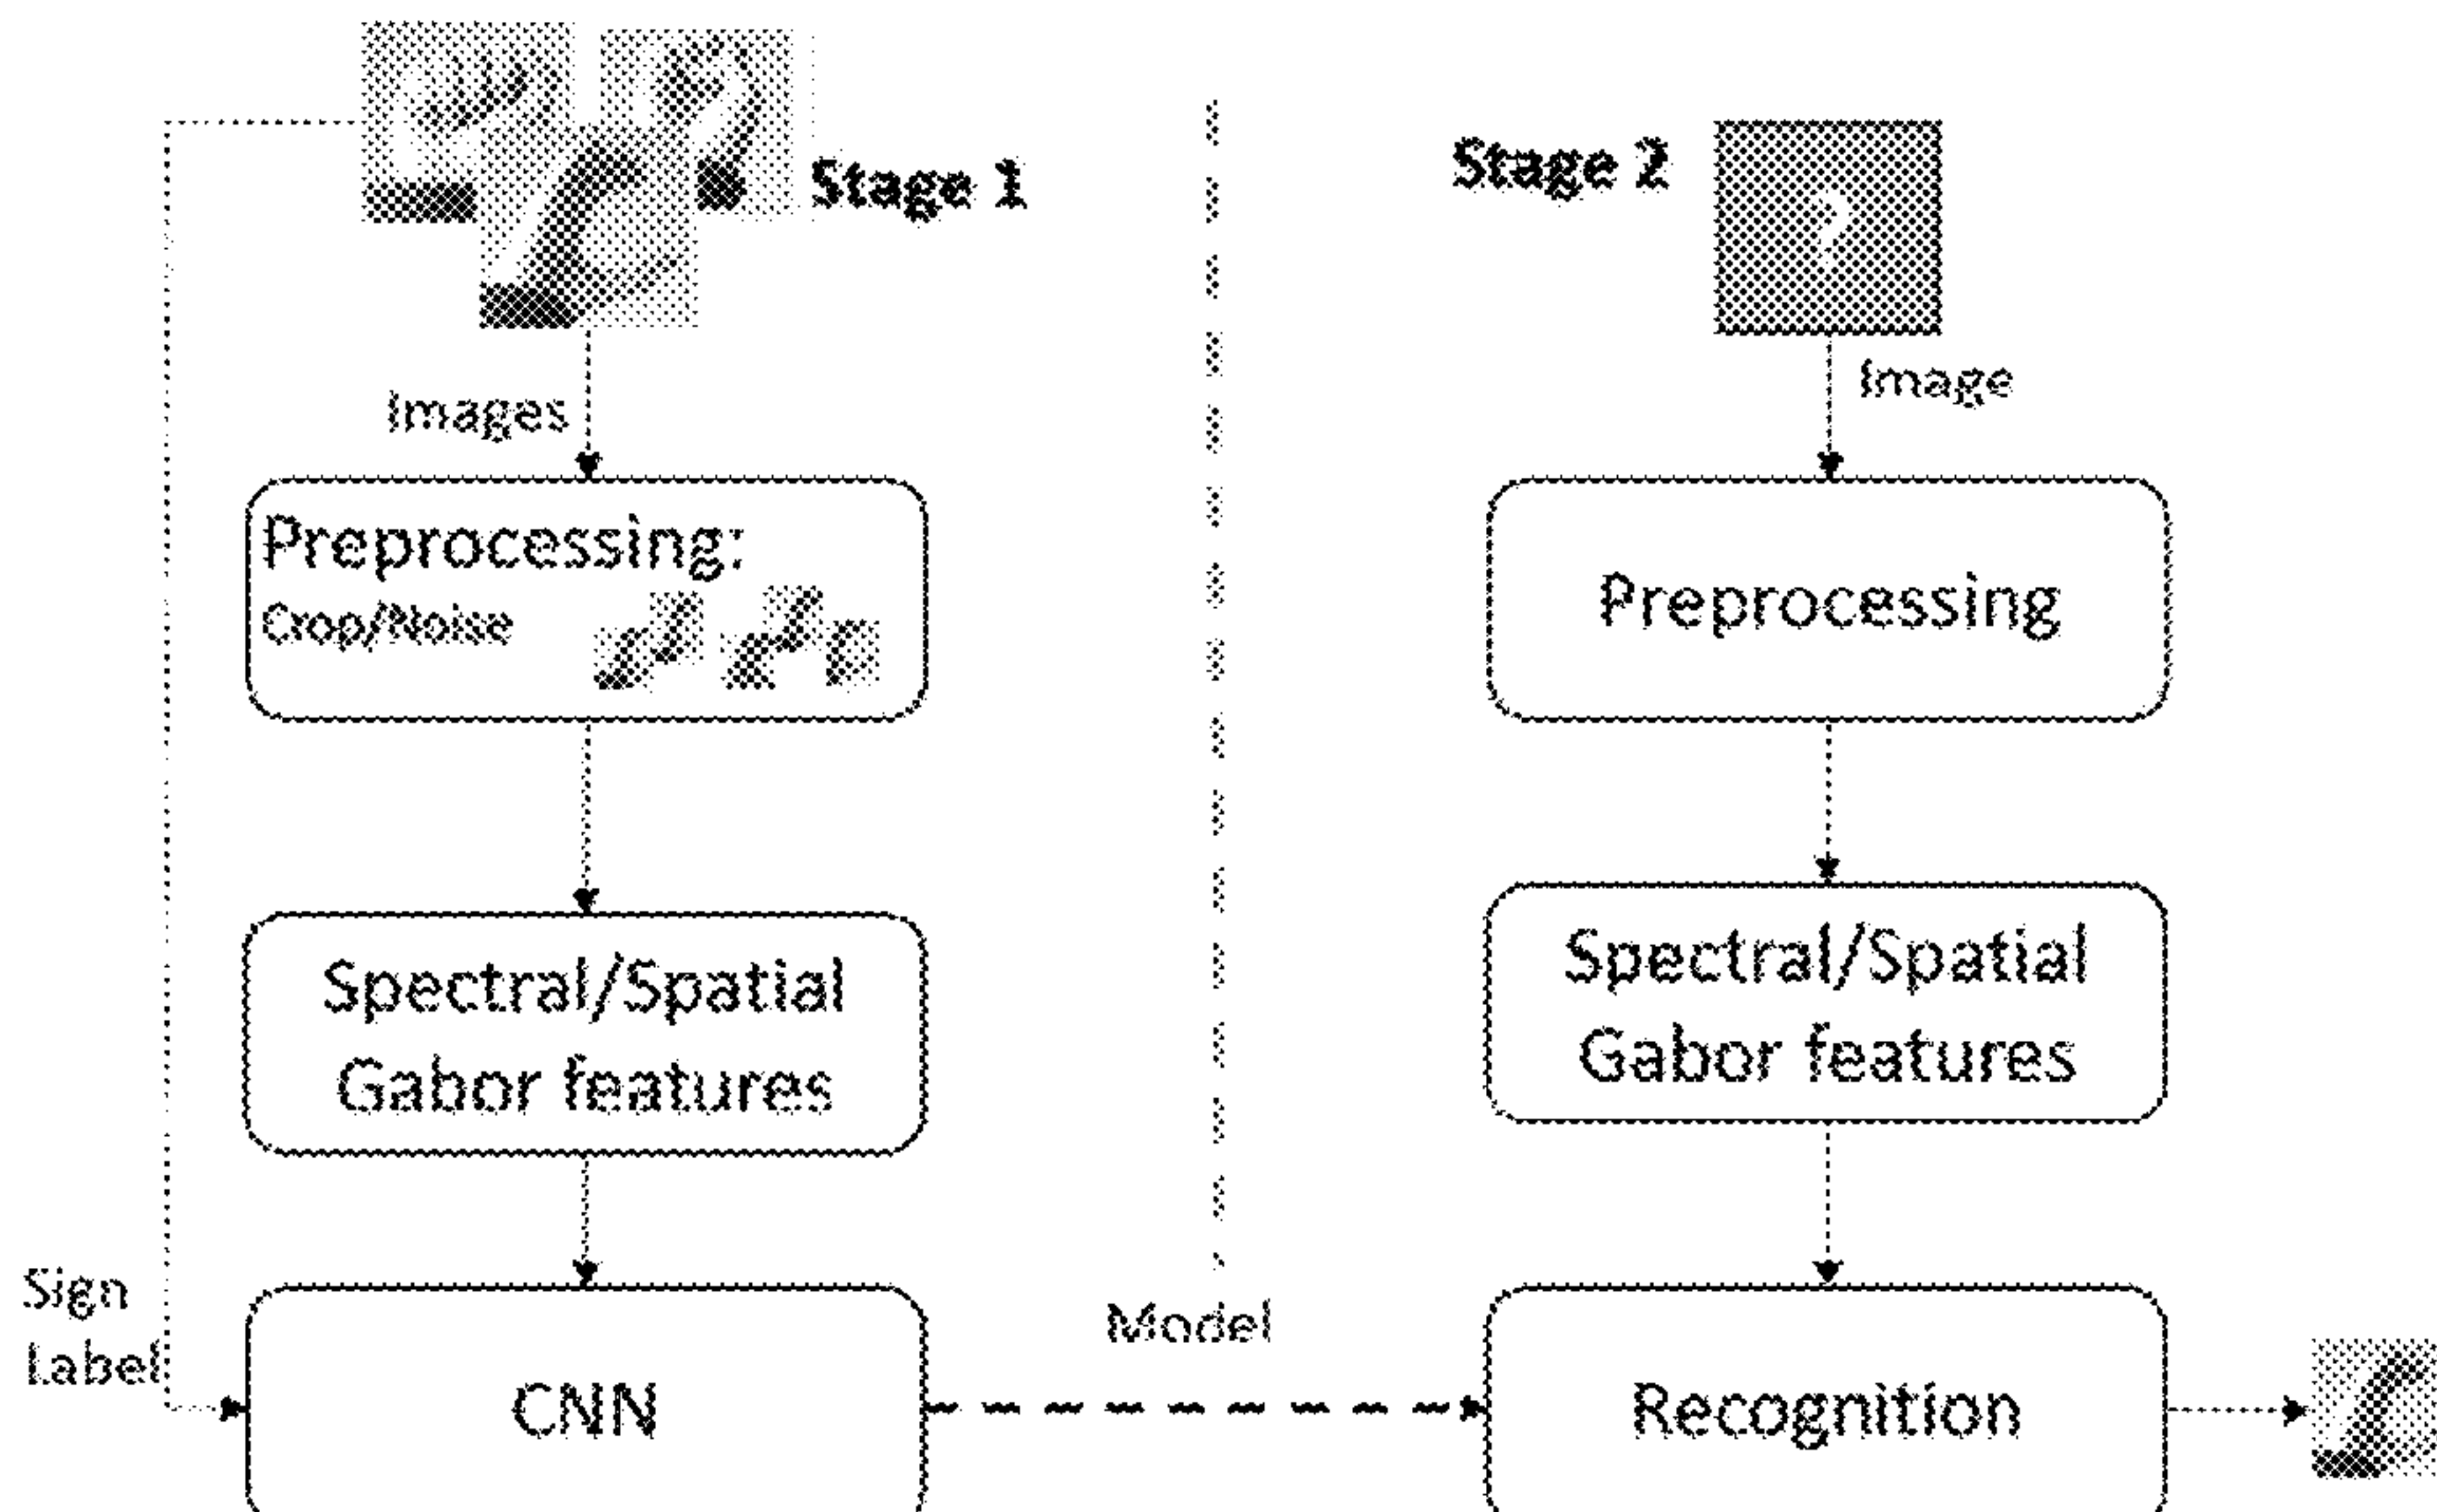 Stage 1
Images
Preprocessing:
Crop/Noise
Spectral/Spatial
Gabor features
Sign
Label
CNN
Model
Stage 2
?
Image
Preprocessing
Spectral/Spatial
Gabor features
Recognition